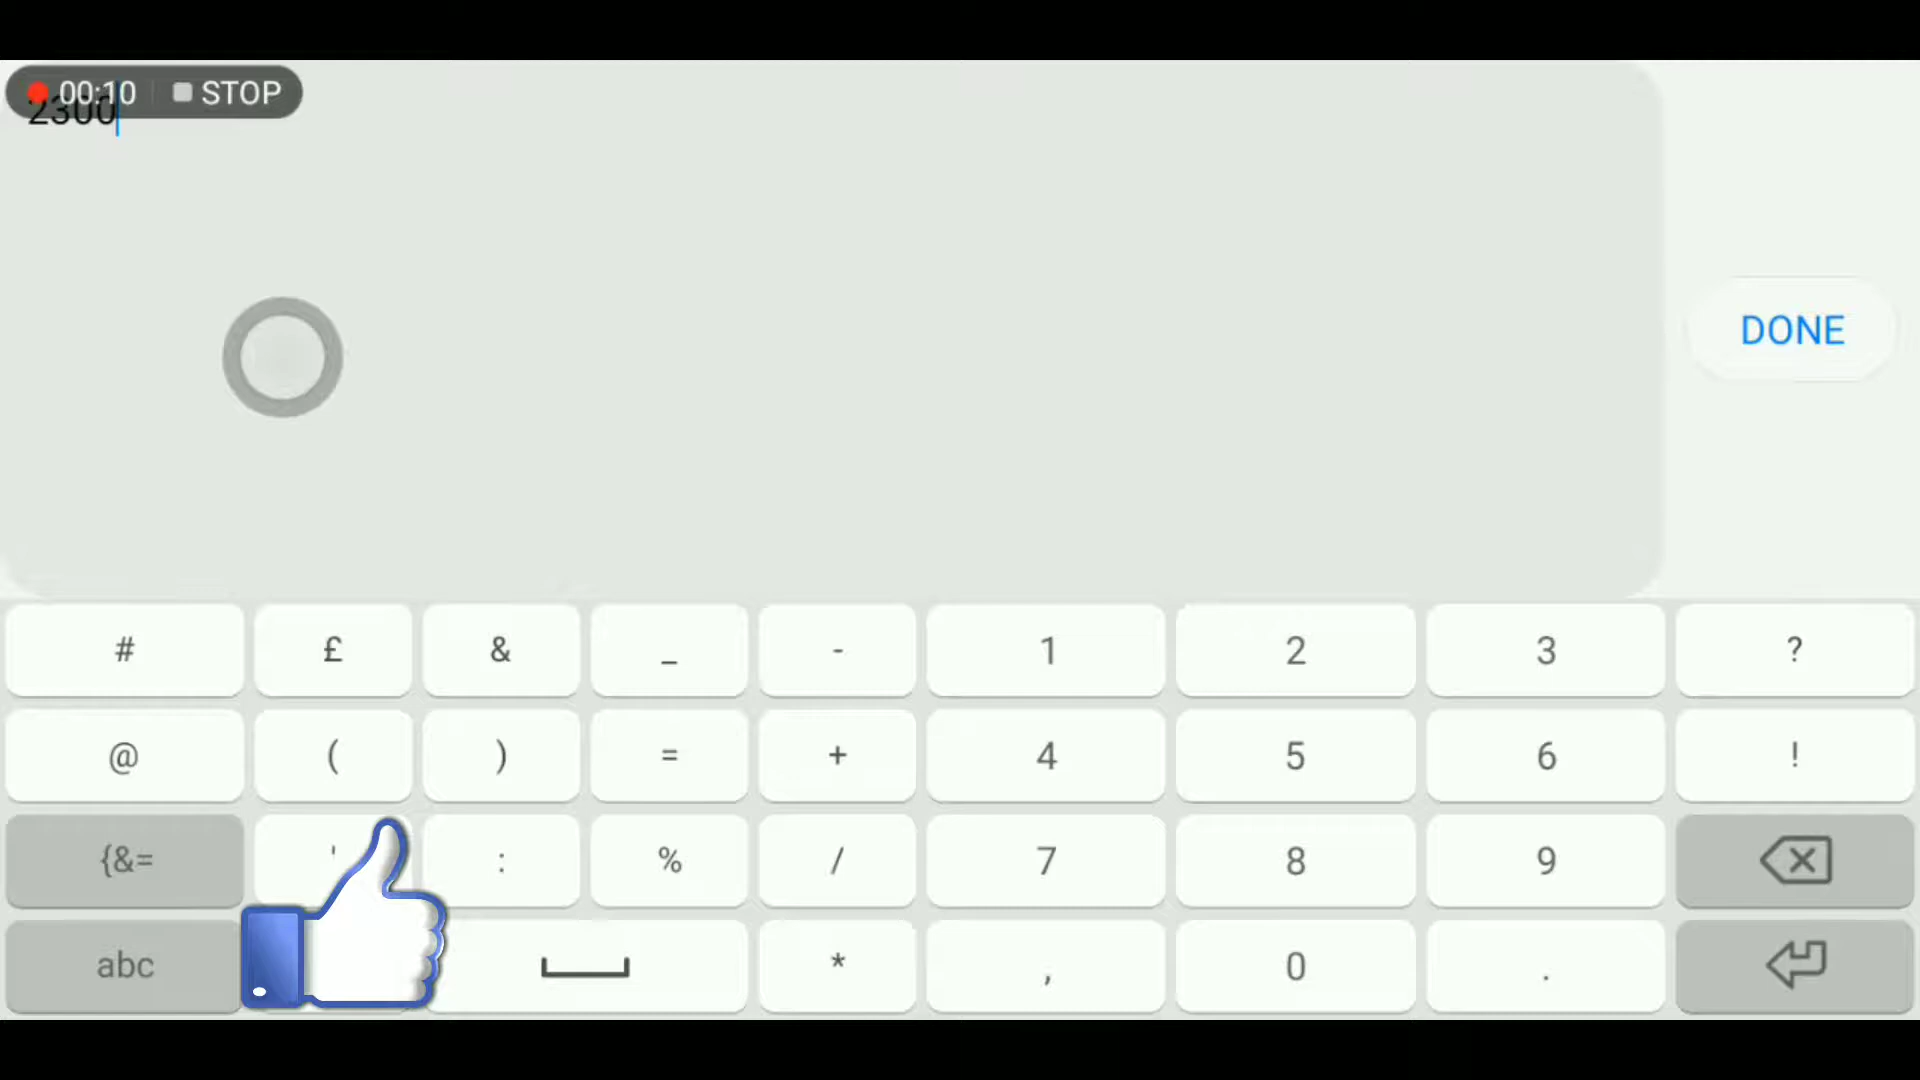 00:10 STOP
2300
DONE
# £ & _ - 1 2 3 ?
@ ( ) = + 4 5 6 !
{&= ' : % / 7 8 9
abc * , 0 .